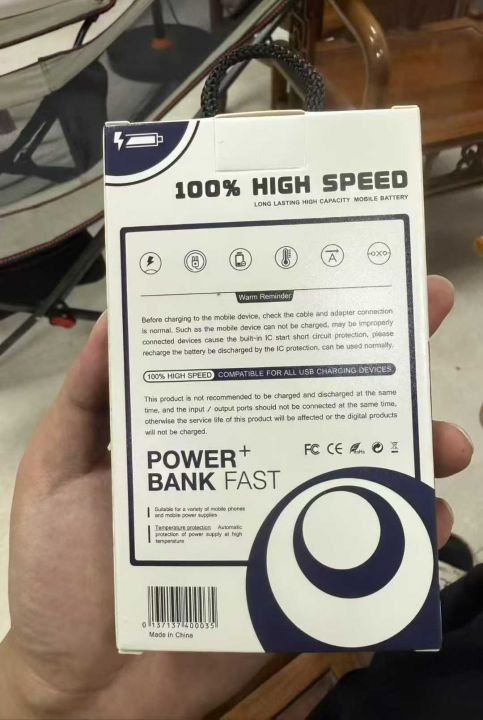 100% HIGH SPEED
LONG LASTING HIGH CAPACITY MOBILE BATTERY
A
Warm Reminder
Before charging to the mobile device, check the cable and adapter connection
is normal. Such as the mobile device can not be charged, may be improperly
connected devices cause the built-in IC start short circuit protection, please
recharge the battery be discharged by the IC protection, can be used normally.
100% HIGH SPEED COMPATIBLE FOR ALL USB CHARGING DEVICES
This product is not recommended to be charged and discharged at the same
time, and the input / output ports should not be connected at the same time,
otherwise the service life of this product will be affected or the digital products
will not be charged.
POWER+
BANK FAST
FC CE RoHS
Suitable for a variety of mobile phones
and mobile power supplies
Temperature protection Automatic
protection of power supply at high
temperature
0 137137 400035
Made in China